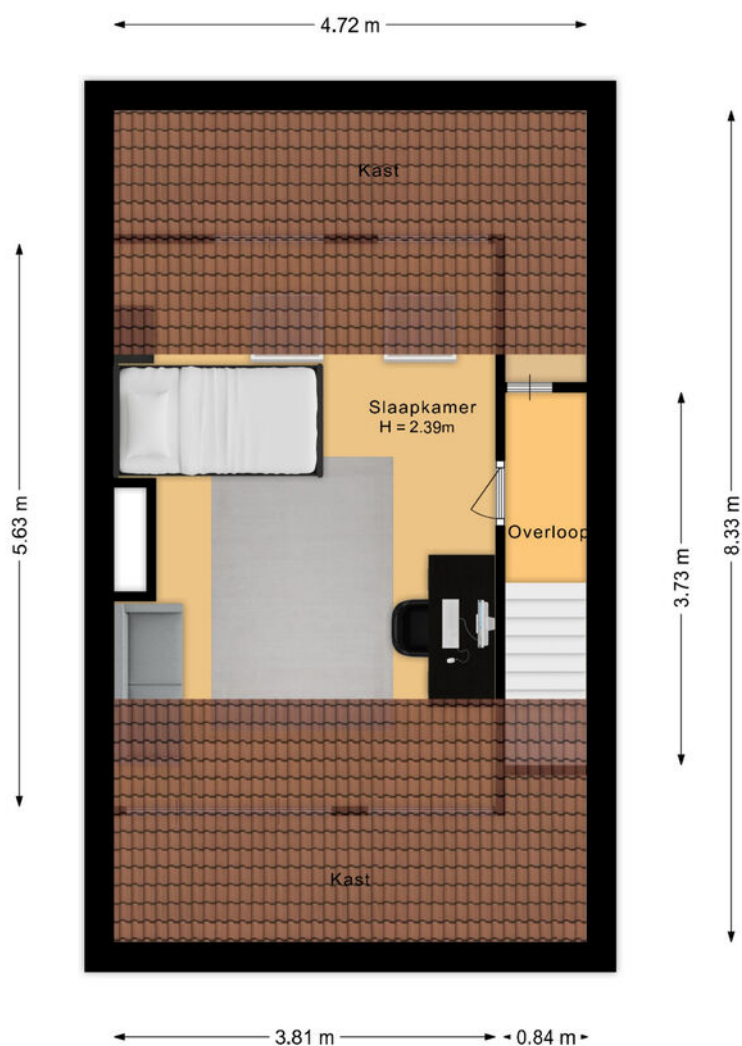 4.72 m
Kast
Slaapkamer
H = 2.39m
5.63 m
Overloop
3.73 m
8.33 m
Kast
3.81 m
0.84 m